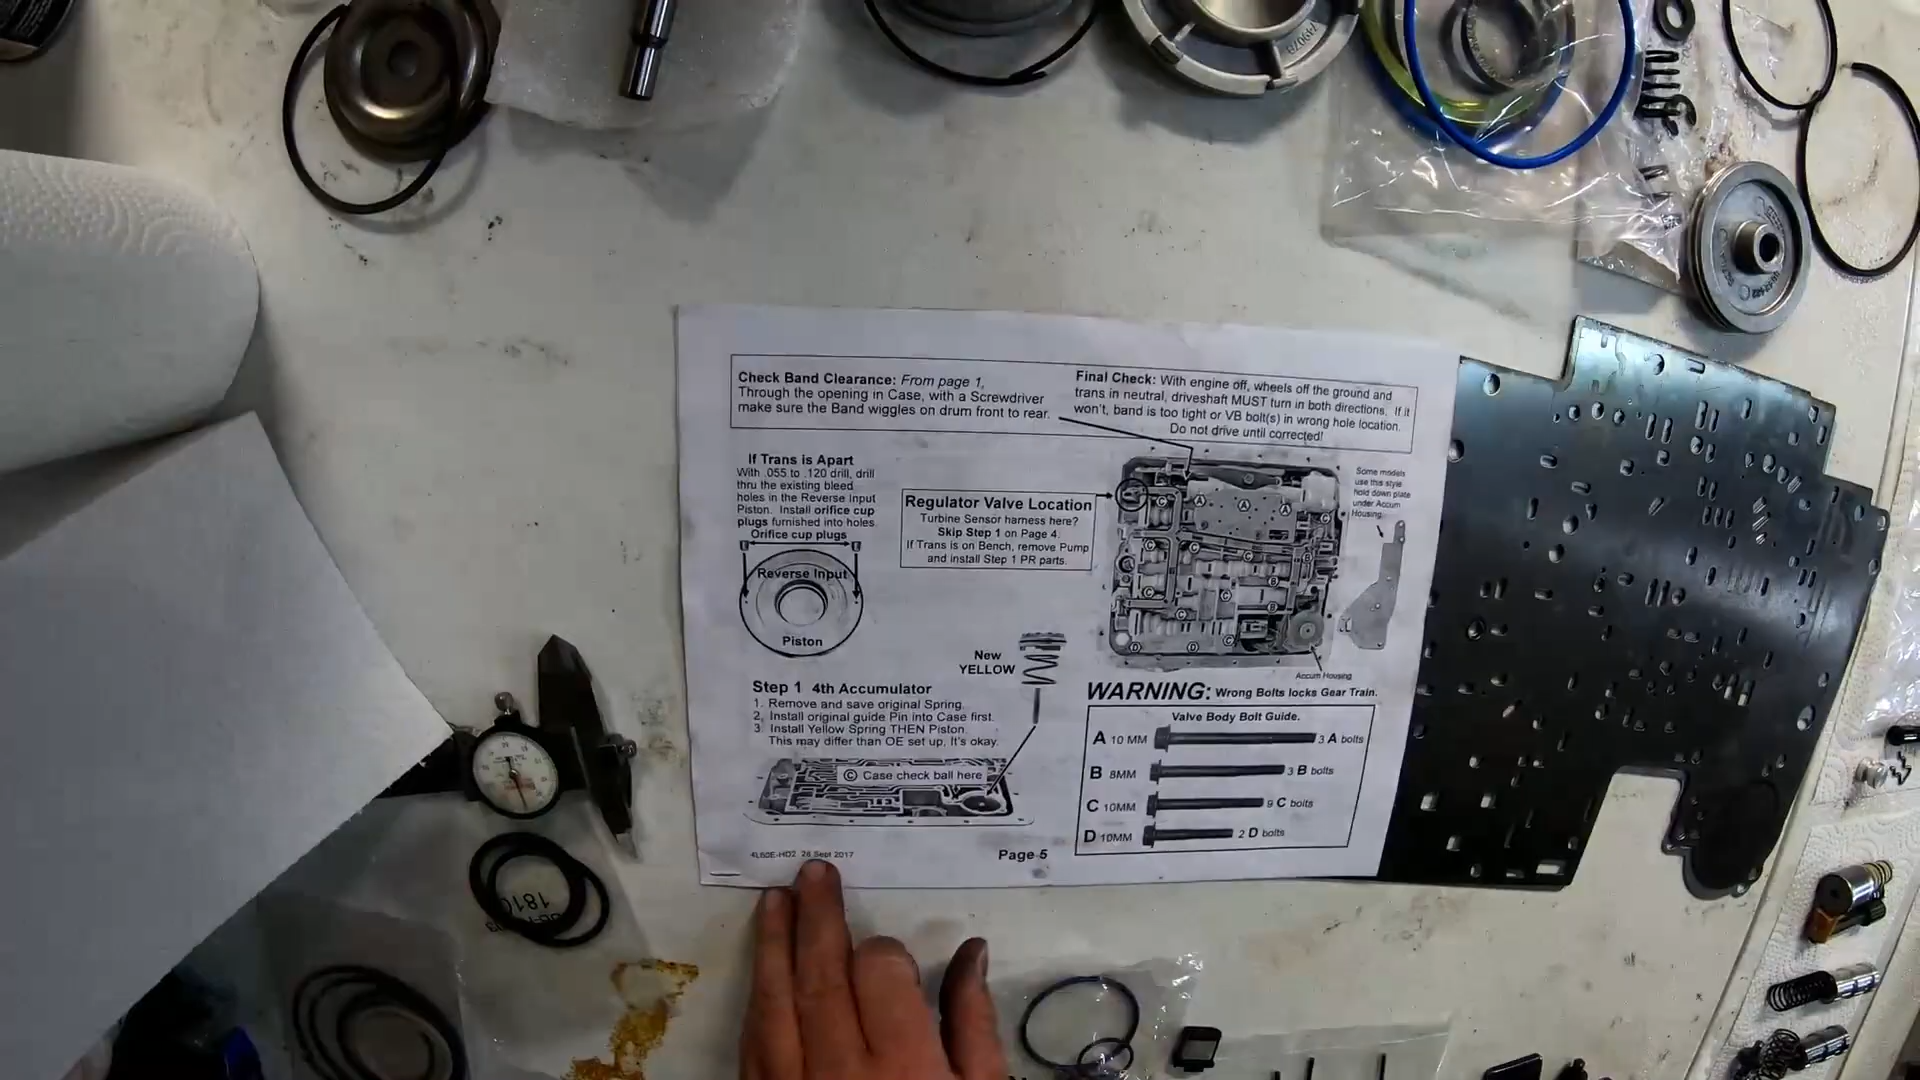 Check Band Clearance: From page 1,
Through the opening in Case, with a Screwdriver
make sure the Band wiggles on drum front to rear.
Final Check: With engine off, wheels off the ground and
trans in neutral, driveshaft MUST turn in both directions. If it
won't, band is too tight or VB bolt(s) in wrong hole location.
Do not drive until corrected!
If Trans is Apart
With .055 to .120 drill, drill
thru the existing bleed
holes in the Reverse Input
Piston. Install orifice cup
plugs furnished into holes.
Orifice cup plugs
Reverse Input
Piston
Regulator Valve Location
Turbine Sensor harness here?
Skip Step 1 on Page 4.
If Trans is on Bench, remove Pump
and install Step 1 PR parts.
Some models
use this style
hold down plate
under Accum
Housing
Accum Housing
New
YELLOW
Step 1 4th Accumulator
1. Remove and save original Spring.
2. Install original guide Pin into Case first.
3. Install Yellow Spring THEN Piston.
This may differ than OE set up, It's okay.
© Case check ball here
4L60E-HD2 26 Sept 2017
Page 5
WARNING: Wrong Bolts locks Gear Train.
Valve Body Bolt Guide.
A 10 MM 3 A bolts
B 8MM 3 B bolts
C 10MM 9 C bolts
D 10MM 2 D bolts